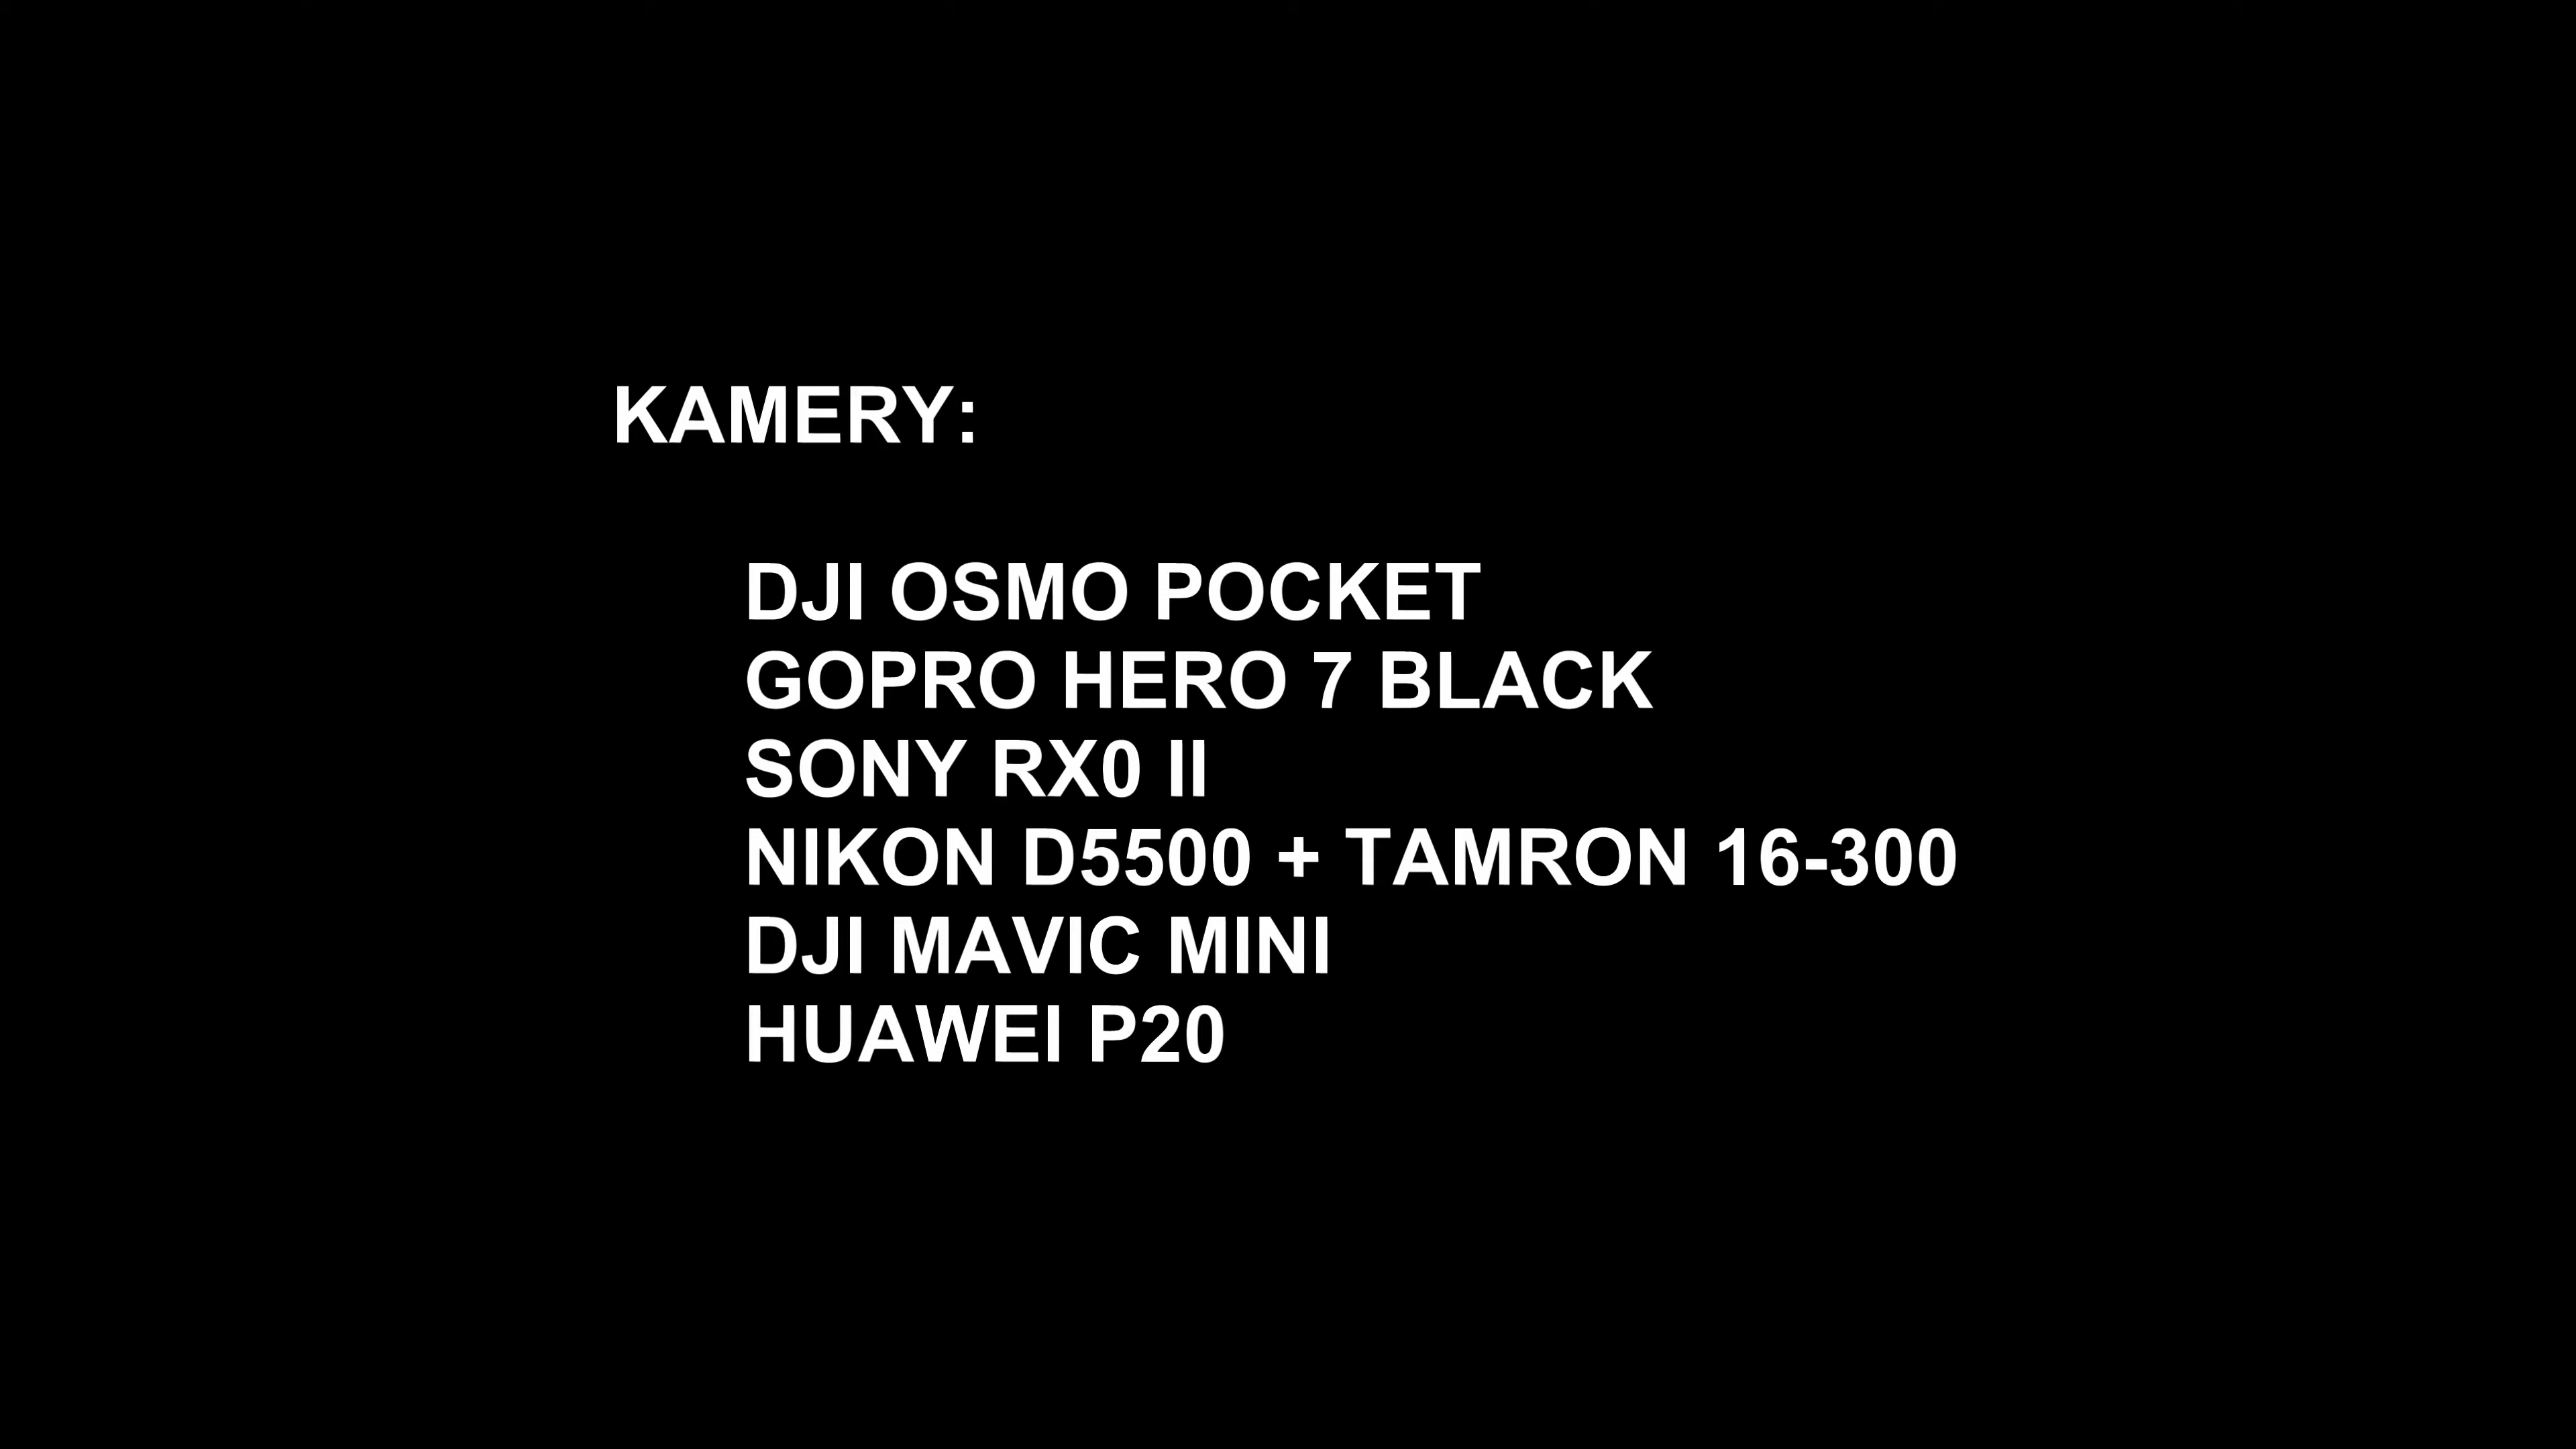 KAMERY:
DJI OSMO POCKET
GOPRO HERO 7 BLACK
SONY RX0 II
NIKON D5500 + TAMRON 16-300
DJI MAVIC MINI
HUAWEI P20